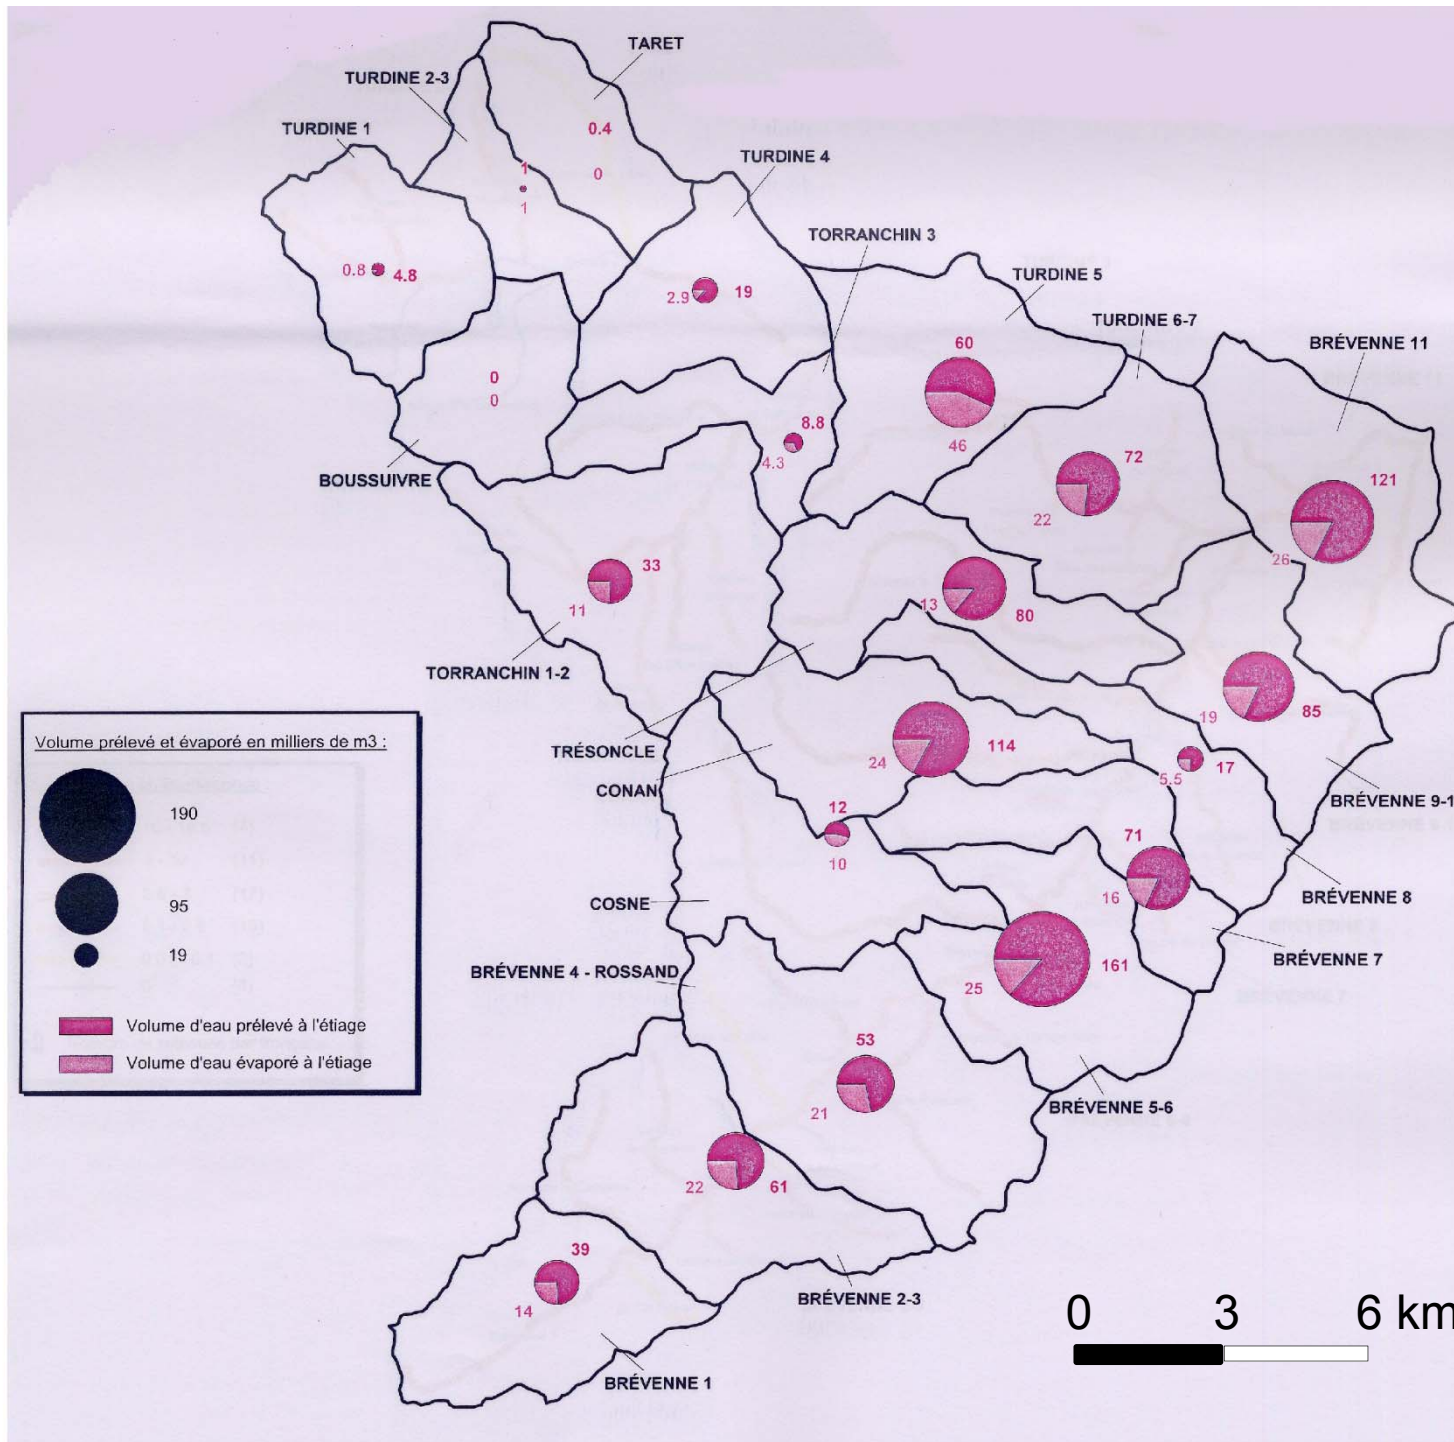 TARET
TURDINE 2-3
TURDINE 1
0.4
0
TURDINE 4
1
1
TORRANCHIN 3
0.8
4.8
TURDINE 5
2.9
19
TURDINE 6-7
BRÉVENNE 11
60
46
0
0
8.8
4.3
BOUSSUIVRE
72
22
121
26
33
11
13
80
TORRANCHIN 1-2
19
85
TRÉSONCLE
24
114
5.5
17
CONAN
BRÉVENNE 9-1
12
10
71
16
COSNE
BRÉVENNE 8
BRÉVENNE 7
BRÉVENNE 4 - ROSSAND
25
161
53
21
BRÉVENNE 5-6
22
61
39
14
BRÉVENNE 2-3
BRÉVENNE 1
Volume prélevé et évaporé en milliers de m3 :
190
95
19
Volume d'eau prélevé à l'étiage
Volume d'eau évaporé à l'étiage
0 3 6 km